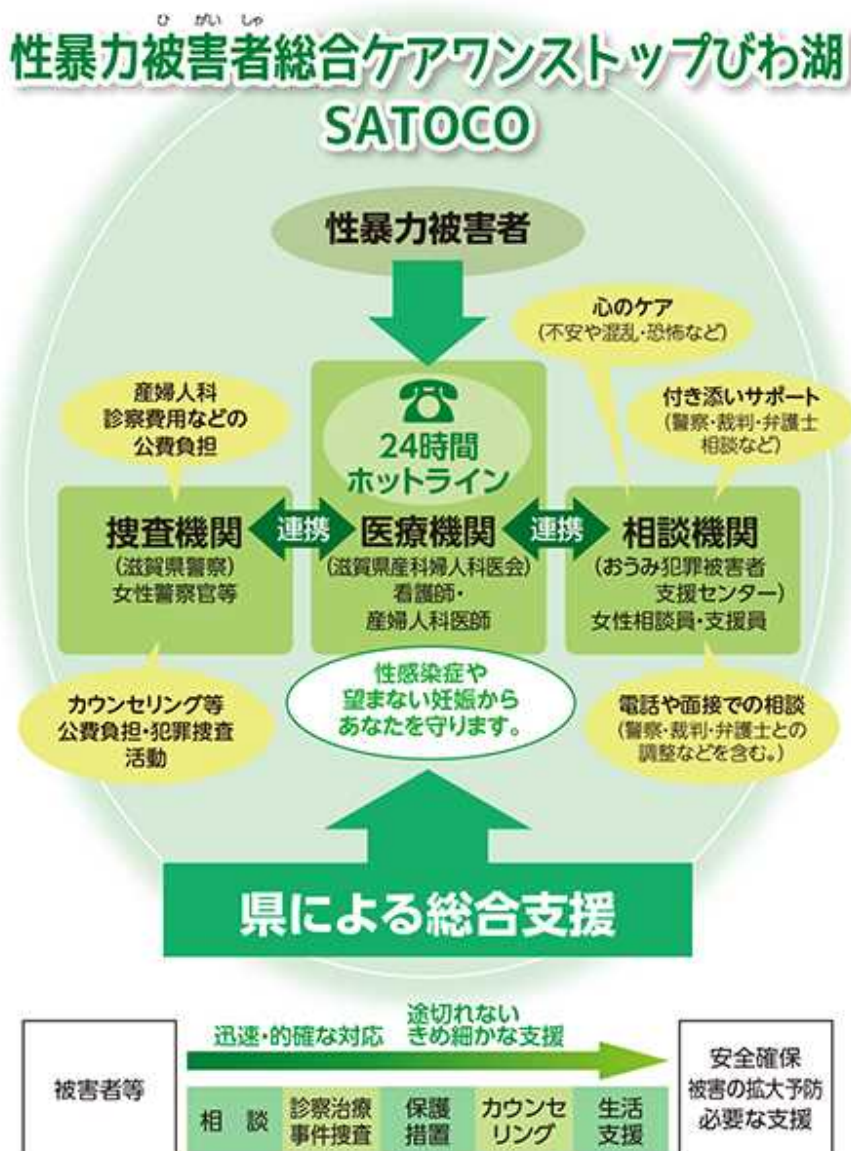 ひ がい しゃ
性暴力被害者総合ケアワンストップびわ湖
SATOCO
性暴力被害者
心のケア
(不安や混乱・恐怖など)
産婦人科
診察費用などの
公費負担
24時間
ホットライン
付き添いサポート
(警察・裁判・弁護士
相談など)
捜査機関
(滋賀県警察)
女性警察官等
連携
医療機関
(滋賀県産科婦人科医会)
看護師・
産婦人科医師
連携
相談機関
(おうみ犯罪被害者
支援センター)
女性相談員・支援員
カウンセリング等
公費負担・犯罪捜査
活動
性感染症や
望まない妊娠から
あなたを守ります。
電話や面接での相談
(警察・裁判・弁護士との
調整などを含む。)
県による総合支援
被害者等
迅速・的確な対応
途切れない
きめ細かな支援
相 談
診察治療
事件捜査
保護
措置
カウンセ
リング
生活
支援
安全確保
被害の拡大予防
必要な支援